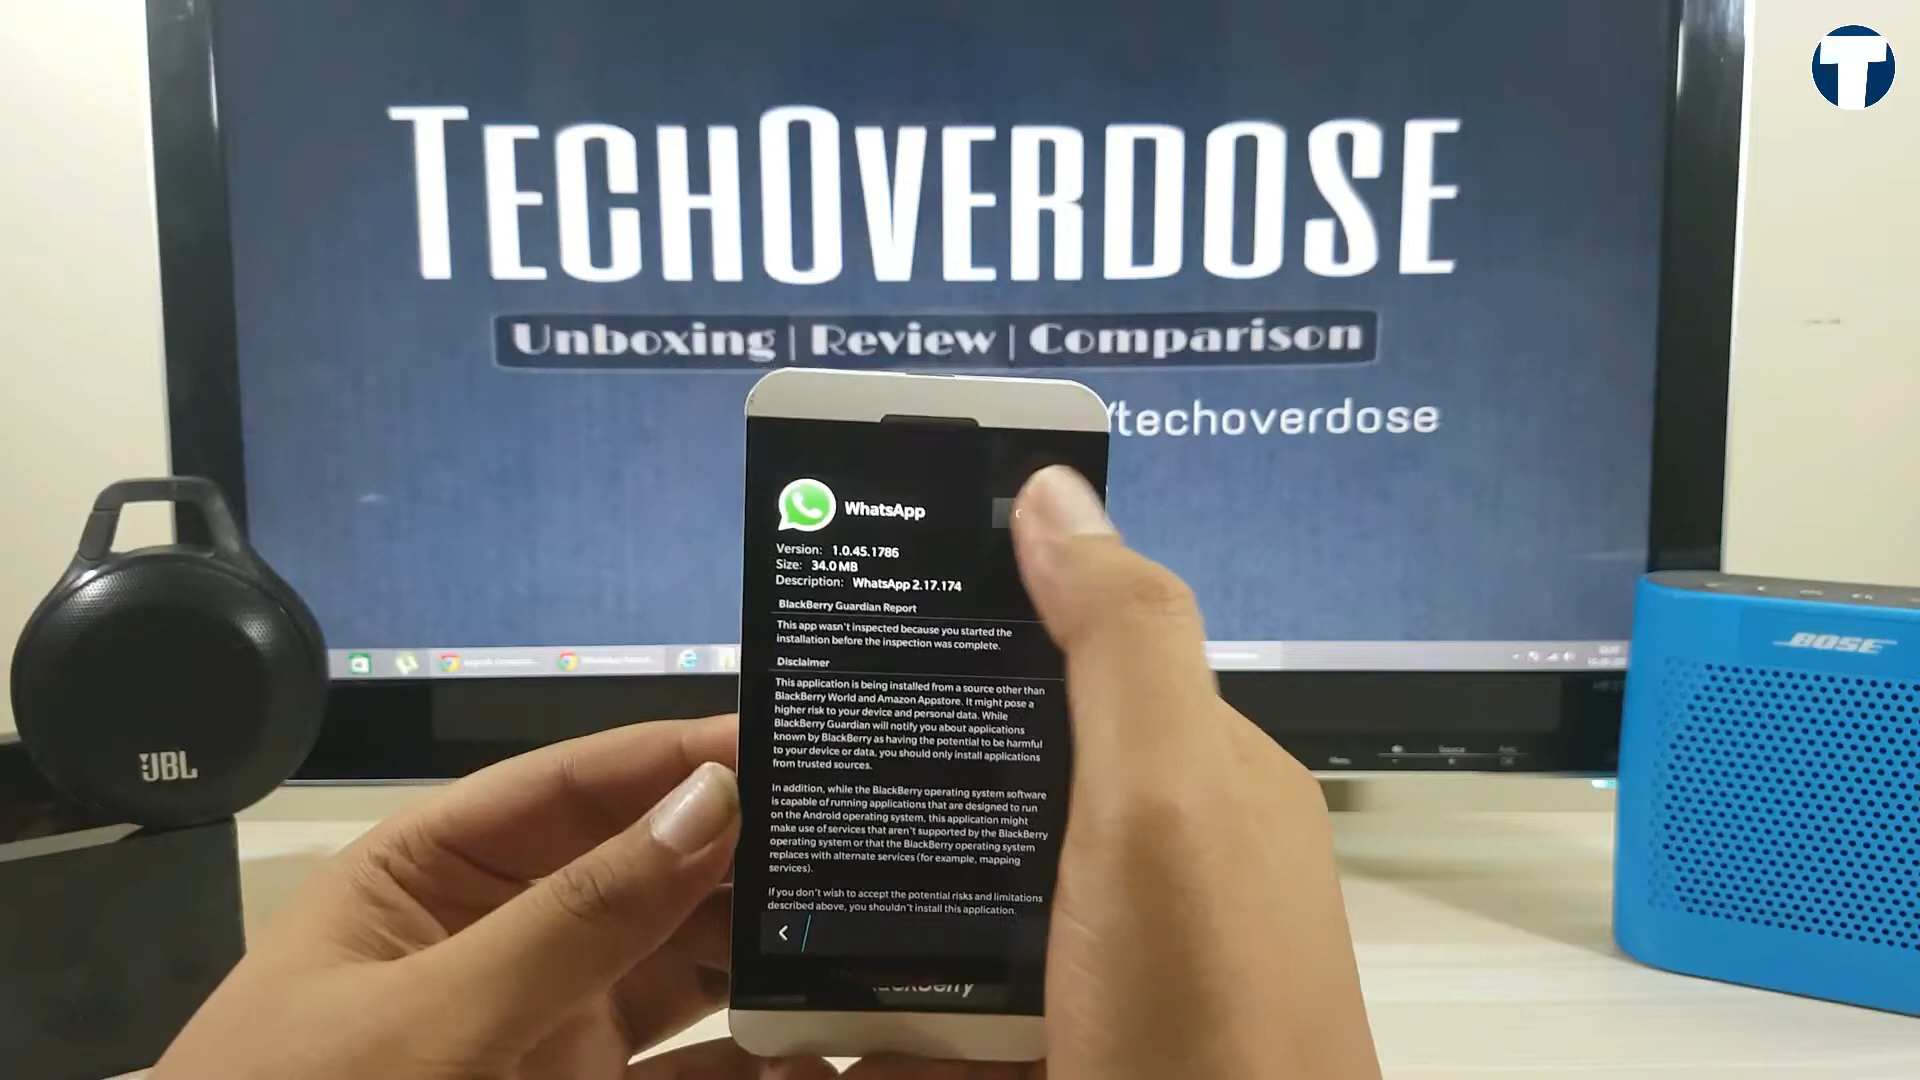 T
TECHOVERDOSE
Unboxing | Review | Comparison
/techoverdose
WhatsApp
Version: 1.0.45.1786
Size: 34.0 MB
Description: WhatsApp 2.17.174
BlackBerry Guardian Report
This app wasn't inspected because you started the
installation before the inspection was complete.
Disclaimer
This application is being installed from a source other than
BlackBerry World and Amazon Appstore. It might pose a
higher risk to your device and personal data. While
BlackBerry Guardian will notify you about applications
known by BlackBerry as having the potential to be harmful
to your device or data, you should only install applications
from trusted sources.
In addition, while the BlackBerry operating system software
is capable of running applications that are designed to run
on the Android operating system, this application might
make use of services that aren't supported by the BlackBerry
operating system or that the BlackBerry operating system
replaces with alternate services (for example, mapping
services).
If you don't wish to accept the potential risks and limitations
described above, you shouldn't install this application.
JBL
BOSE